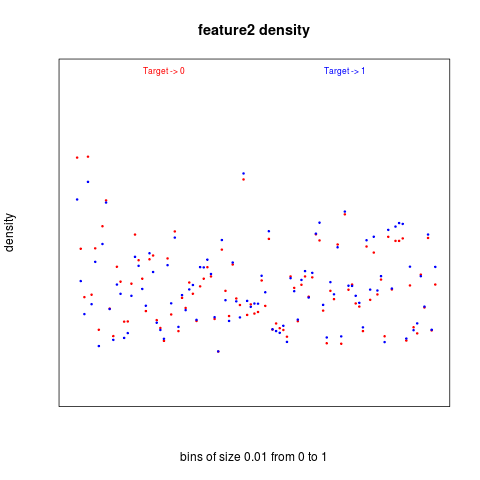 feature2 density
Target -> 0
Target -> 1
density
bins of size 0.01 from 0 to 1